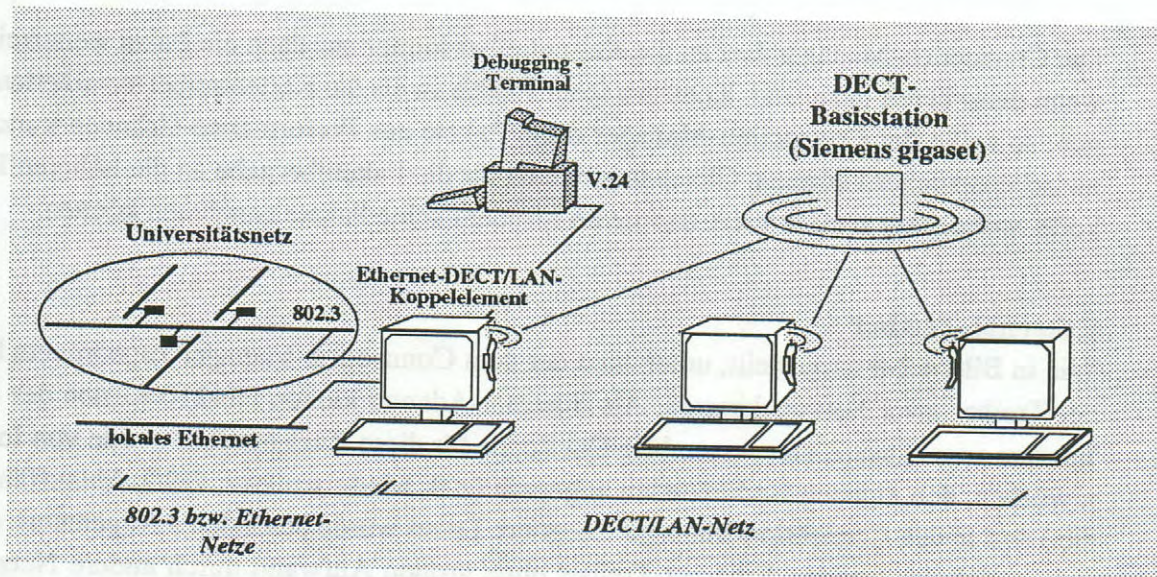 Debugging -
Terminal
DECT-
Basisstation
(Siemens gigaset)
V.24
Universitätsnetz
Ethernet-DECT/LAN-
Koppelelement
802.3
lokales Ethernet
802.3 bzw. Ethernet-
Netze
DECT/LAN-Netz